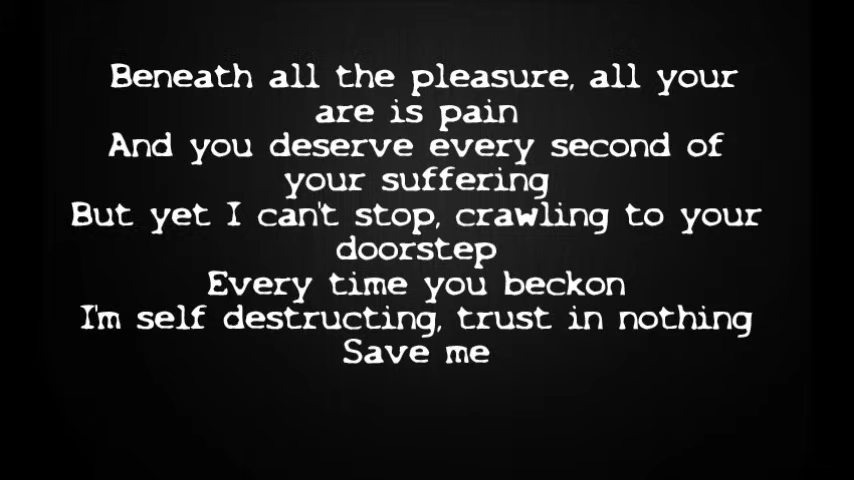 Beneath all the pleasure, all your
are is pain
And you deserve every second of
your suffering
But yet I can't stop, crawling to your
doorstep
Every time you beckon
I'm self destructing, trust in nothing
Save me